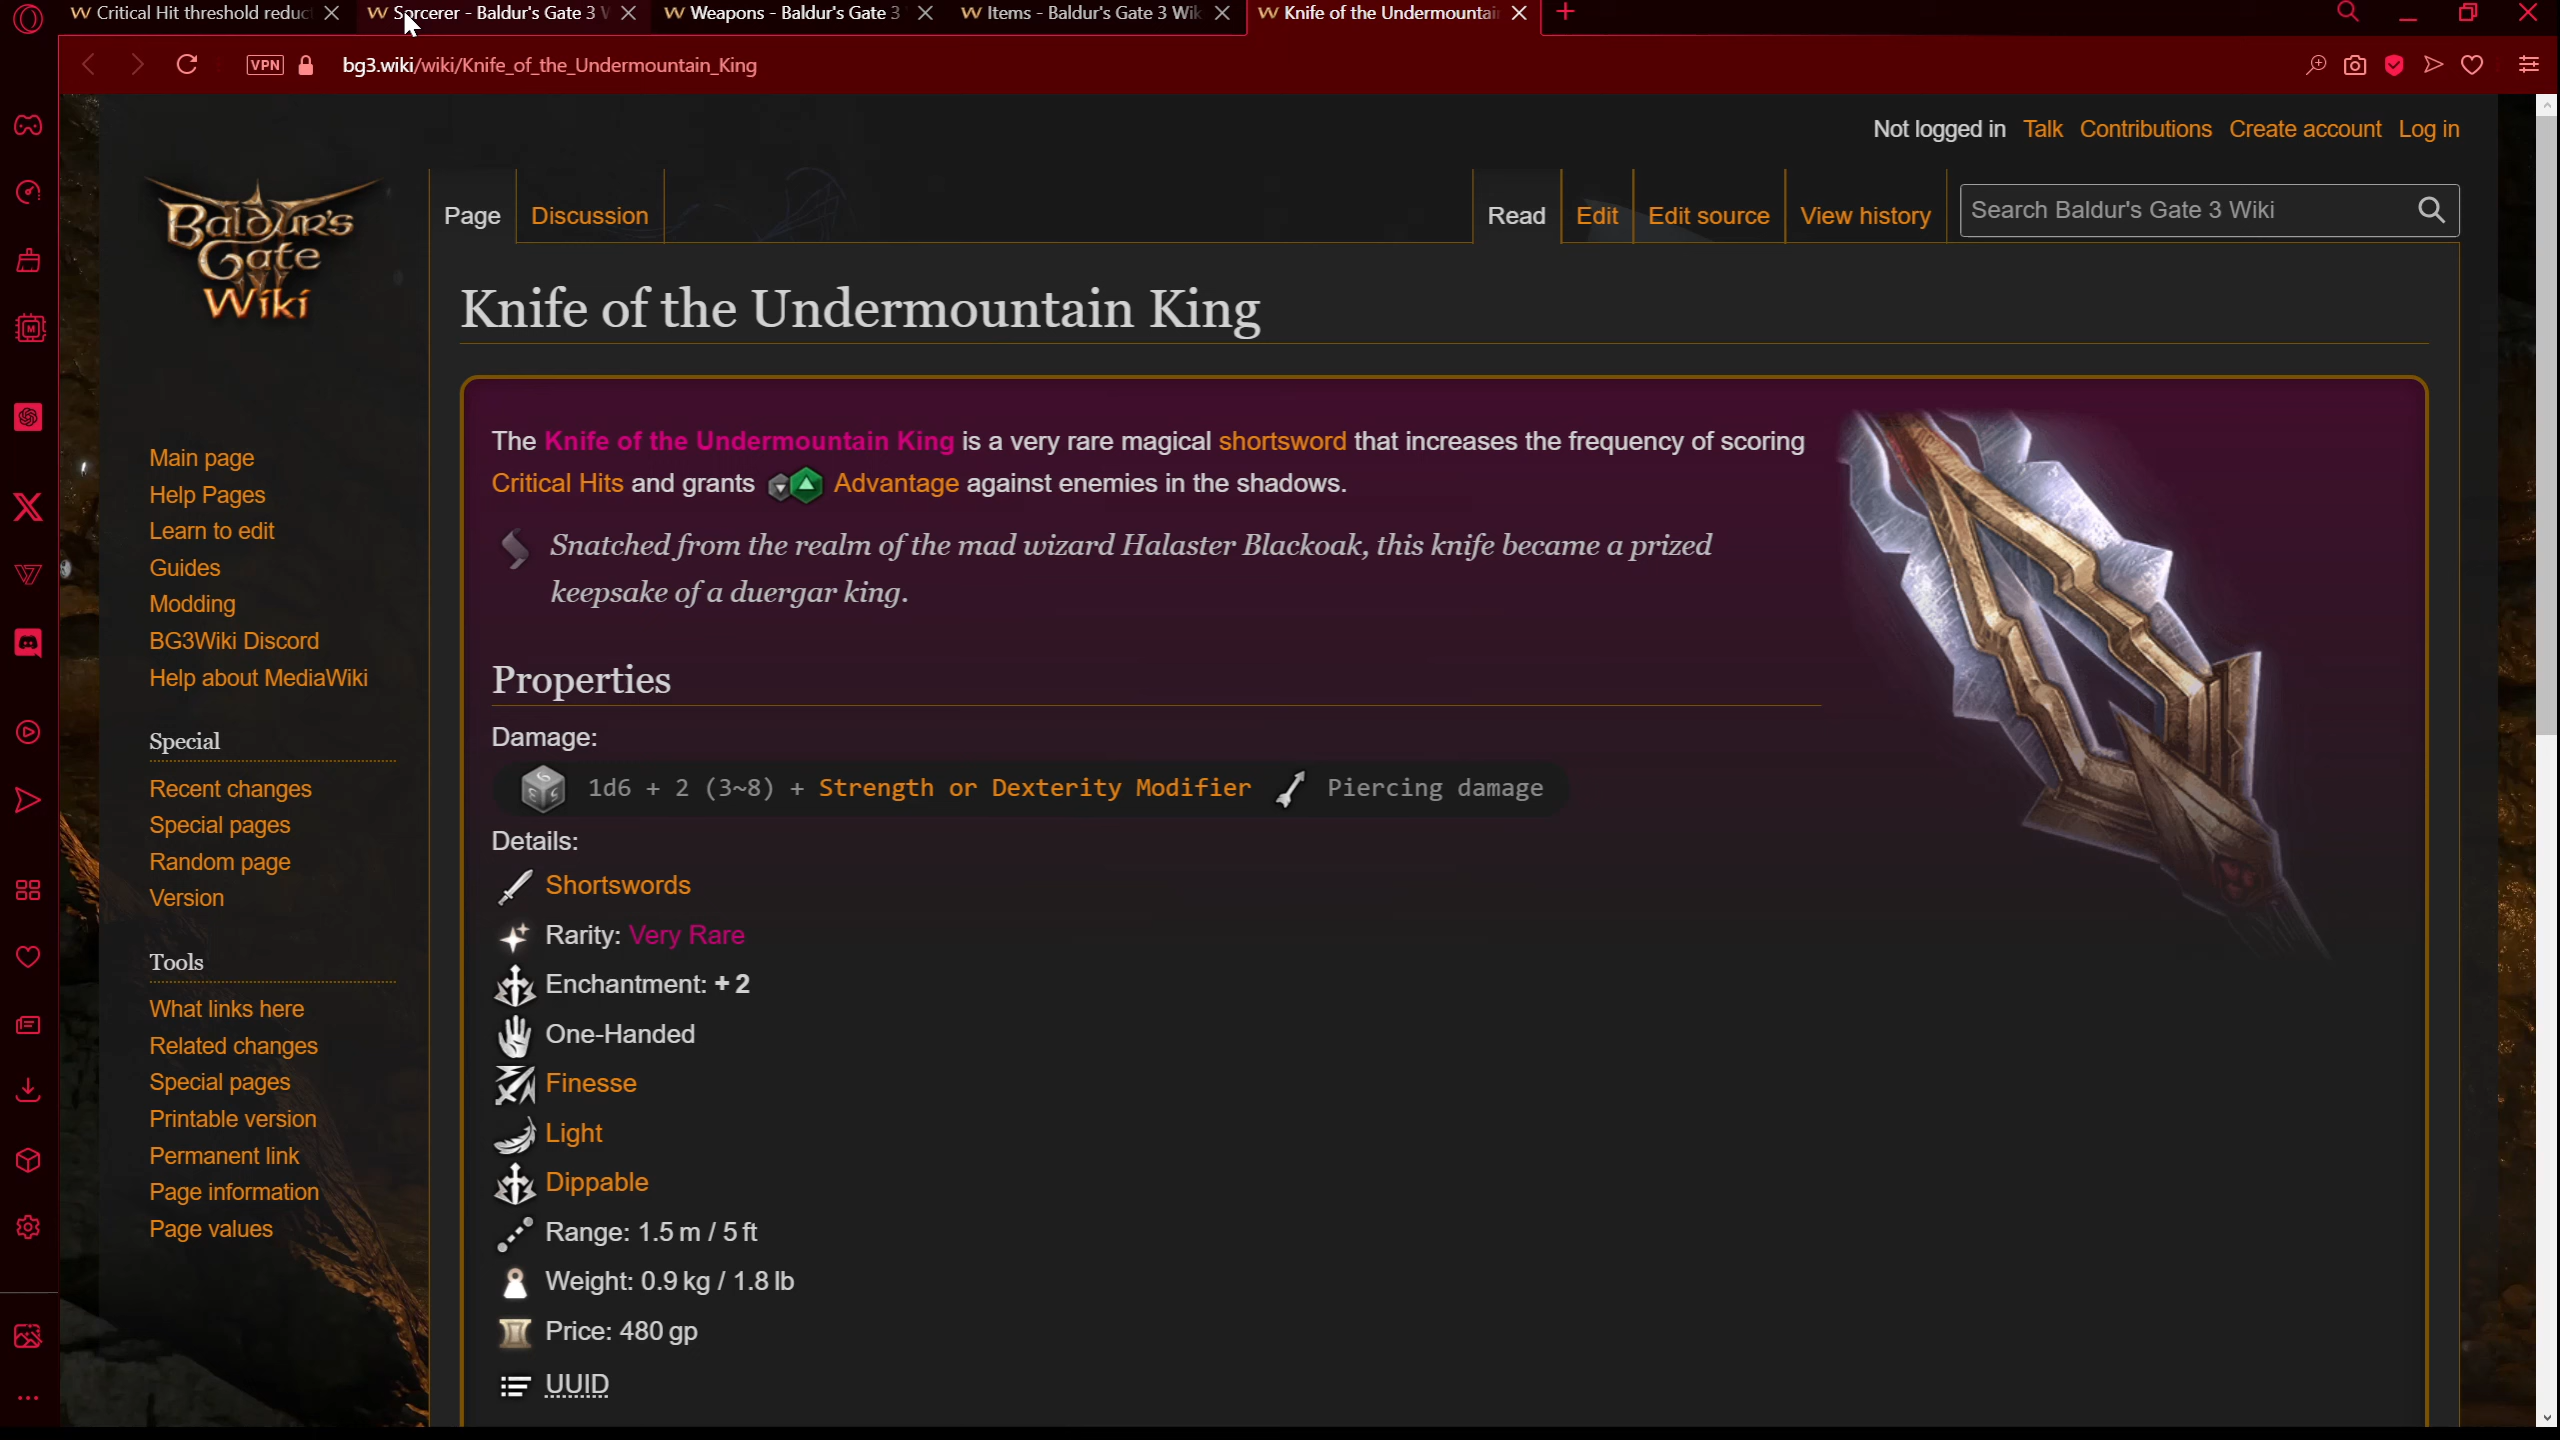 Critical Hit threshold reduc
Sorcerer - Baldur's Gate 3 W
Weapons - Baldur's Gate 3
Items - Baldur's Gate 3 Wik
Knife of the Undermountai
VPN
bg3.wiki/wiki/Knife_of_the_Undermountain_King
Not logged in Talk Contributions Create account Log in
Baldur's
Gate
Wiki
Page Discussion Read Edit Edit source View history Search Baldur's Gate 3 Wiki
Main page
Help Pages
Learn to edit
Guides
Modding
BG3Wiki Discord
Help about MediaWiki
Special
Recent changes
Special pages
Random page
Version
Tools
What links here
Related changes
Special pages
Printable version
Permanent link
Page information
Page values
Knife of the Undermountain King
The Knife of the Undermountain King is a very rare magical shortsword that increases the frequency of scoring
Critical Hits and grants Advantage against enemies in the shadows.
Snatched from the realm of the mad wizard Halaster Blackoak, this knife became a prized
keepsake of a duergar king.
Properties
Damage:
1d6 + 2 (3~8) + Strength or Dexterity Modifier Piercing damage
Details:
Shortswords
Rarity: Very Rare
Enchantment: + 2
One-Handed
Finesse
Light
Dippable
Range: 1.5 m / 5 ft
Weight: 0.9 kg / 1.8 lb
Price: 480 gp
UUID